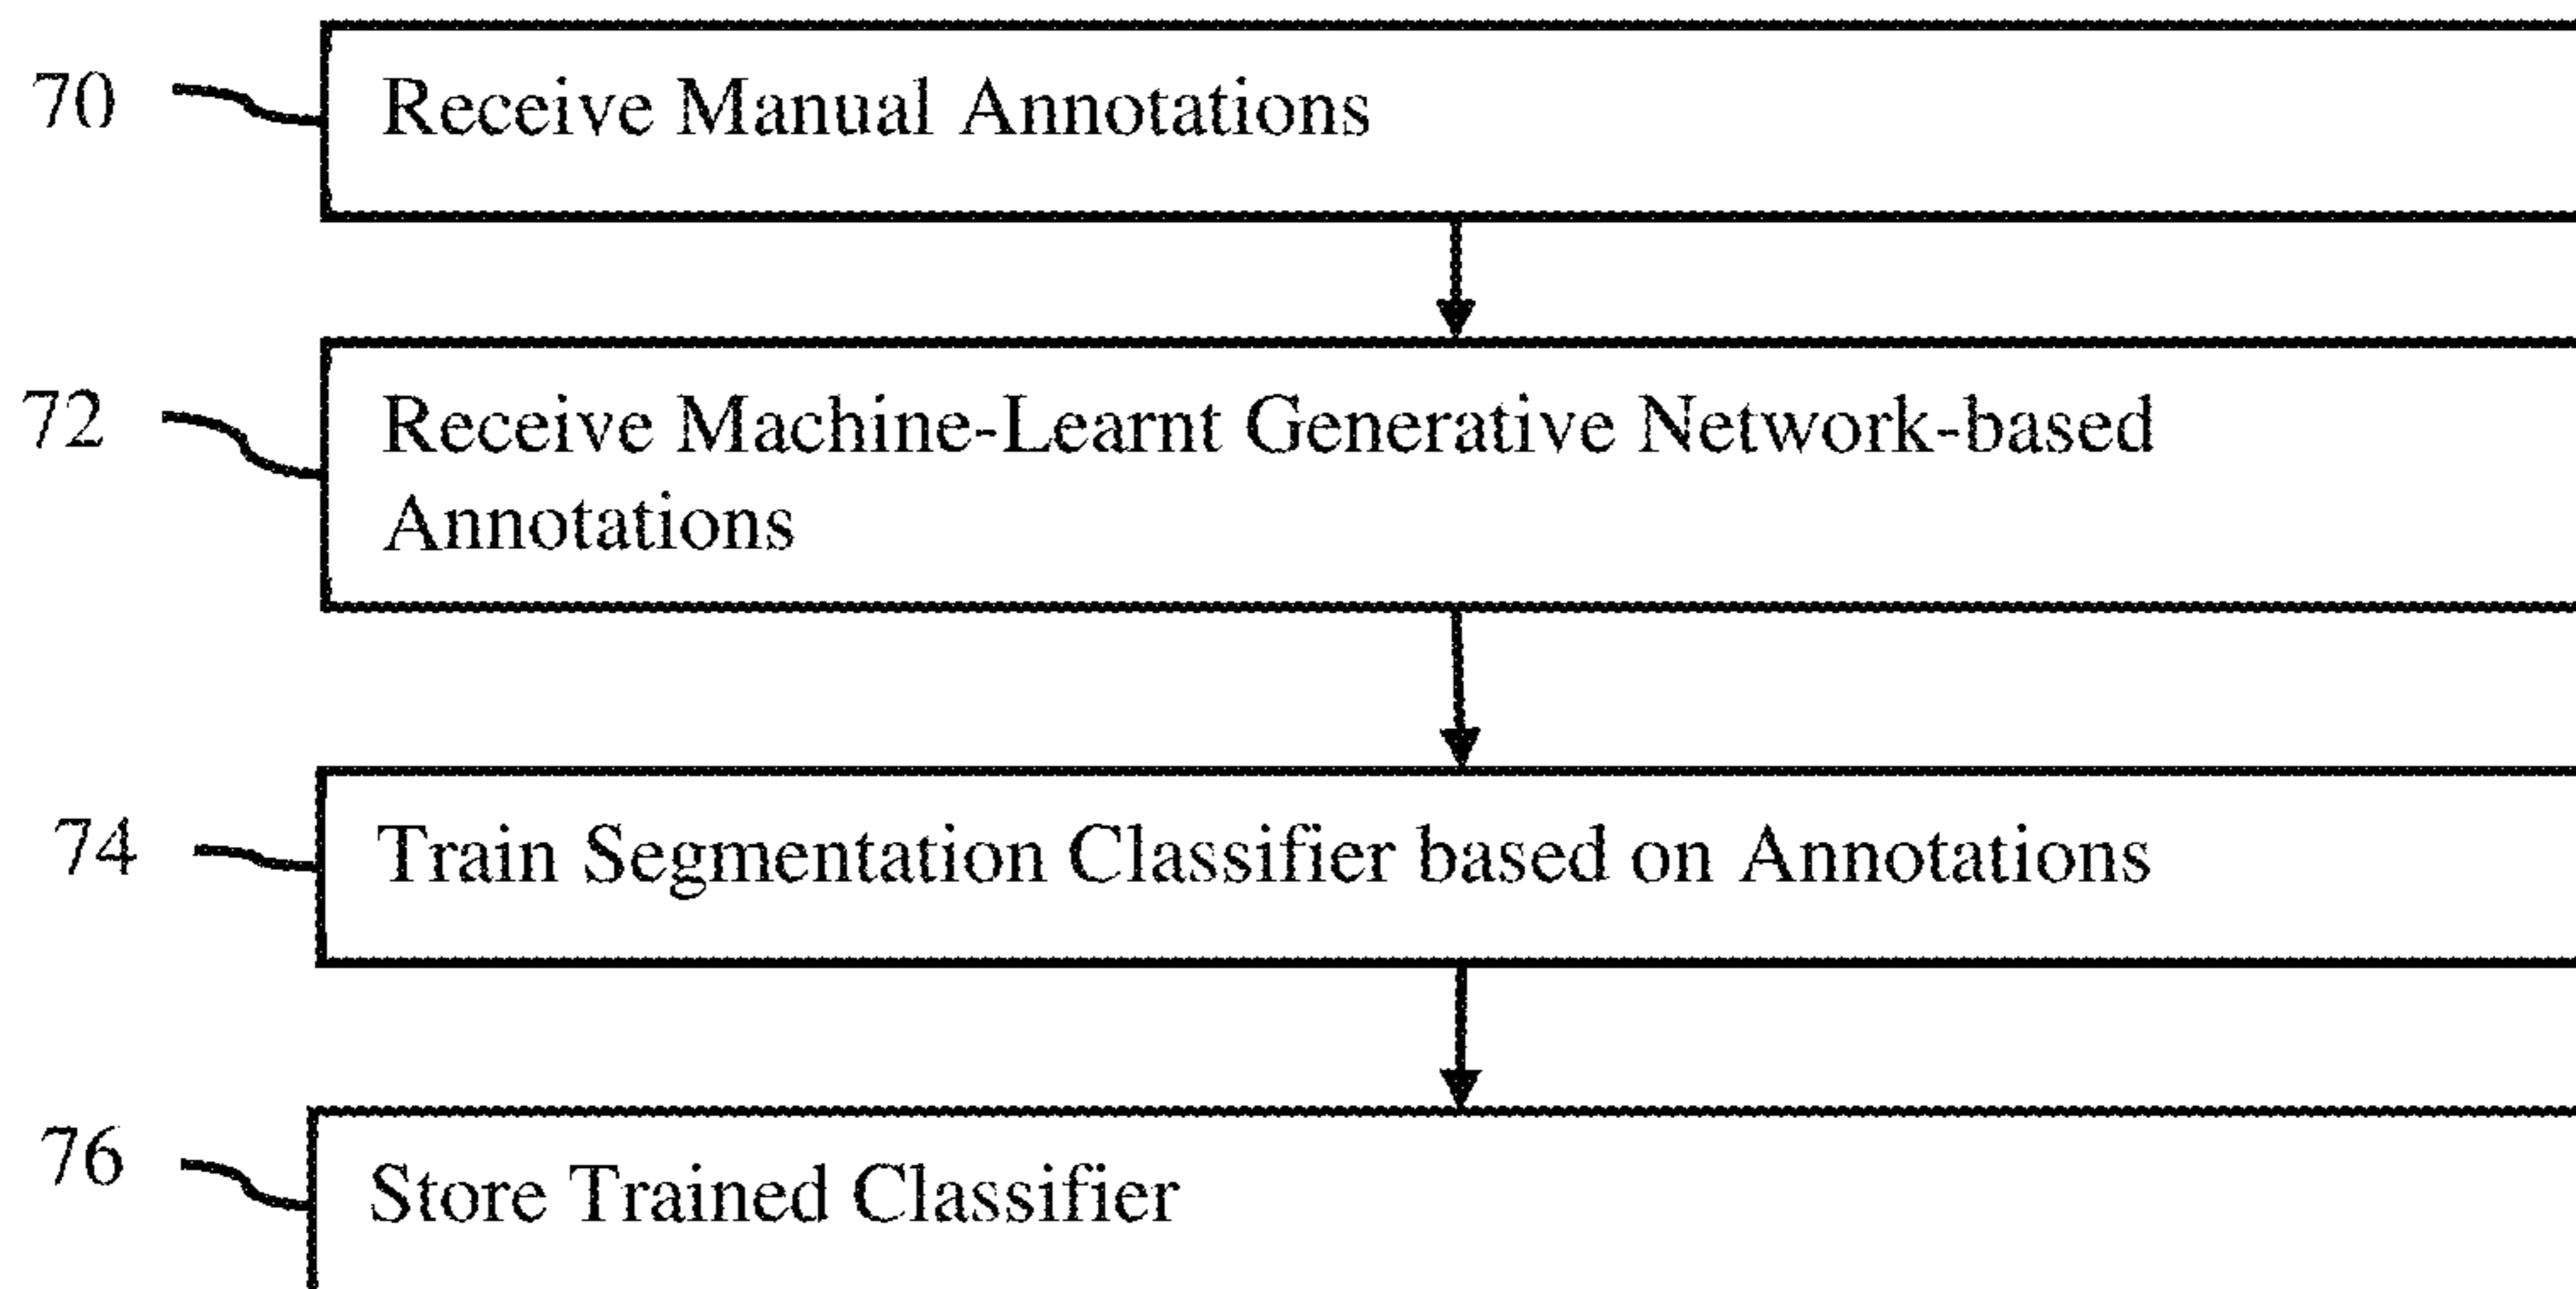 70
Receive Manual Annotations
72
Receive Machine-Learnt Generative Network-based
Annotations
74
Train Segmentation Classifier based on Annotations
76
Store Trained Classifier